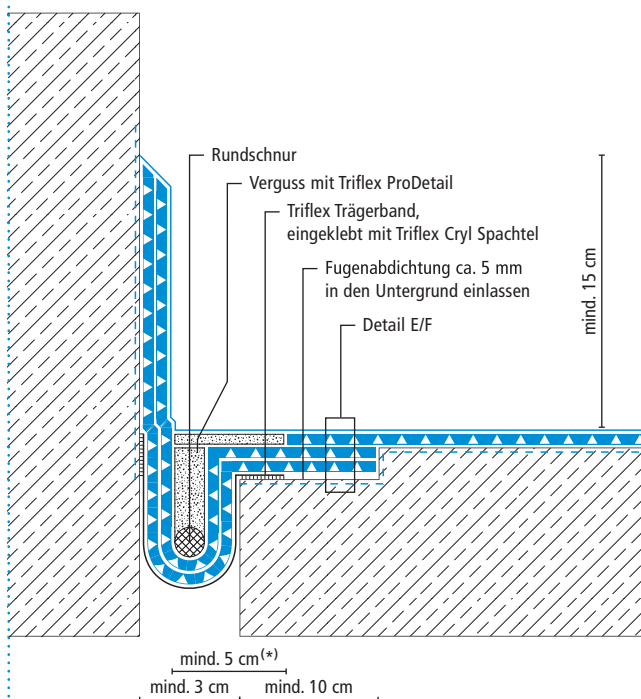 Rundschnur
Verguss mit Triflex ProDetail
Triflex Trägerband,
eingeklebt mit Triflex Cryl Spachtel
Fugenabdichtung ca. 5 mm
in den Untergrund einlassen
Detail E/F
mind. 15 cm
mind. 5 cm(*)
mind. 3 cm
mind. 10 cm